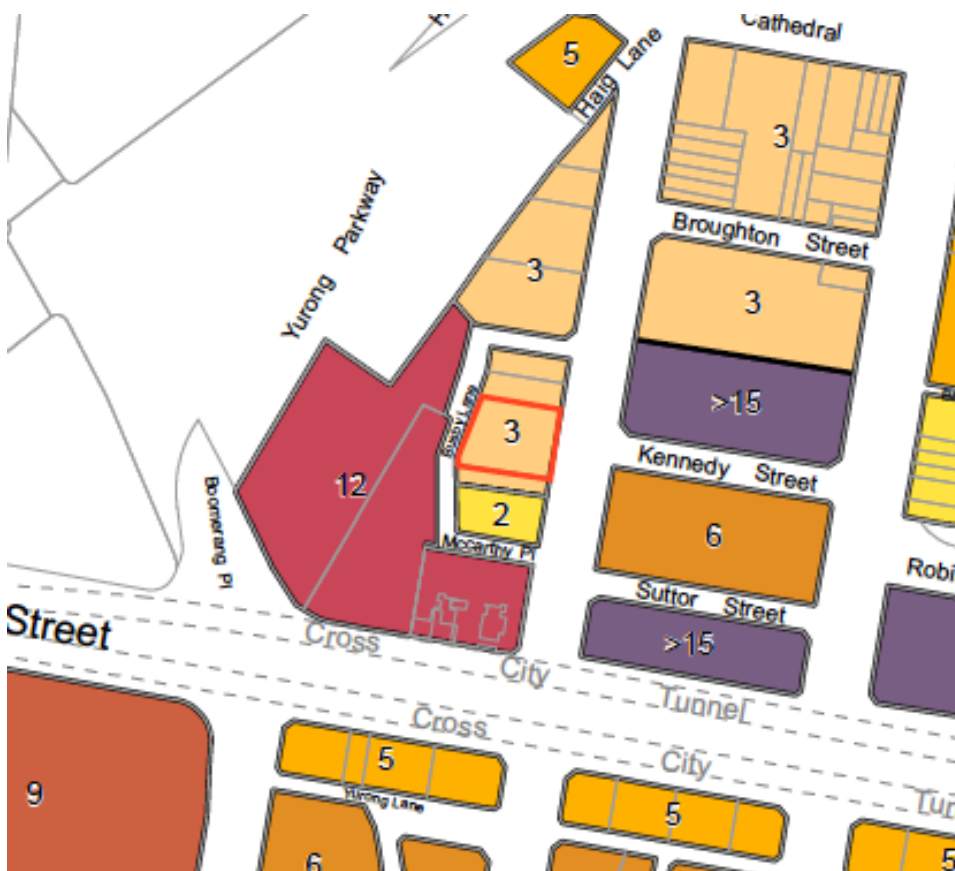 Cathedral
5
Haig Lane
3
Broughton Street
Yurong Parkway
3
3
>15
3
12
Kennedy Street
2
6
Mccarthy Pl
Boomerang Pl
Suttor Street
Robi
>15
Street
Cross City Tunnel
Cross City Tun
9
5
Yurong Lane
5
5
6